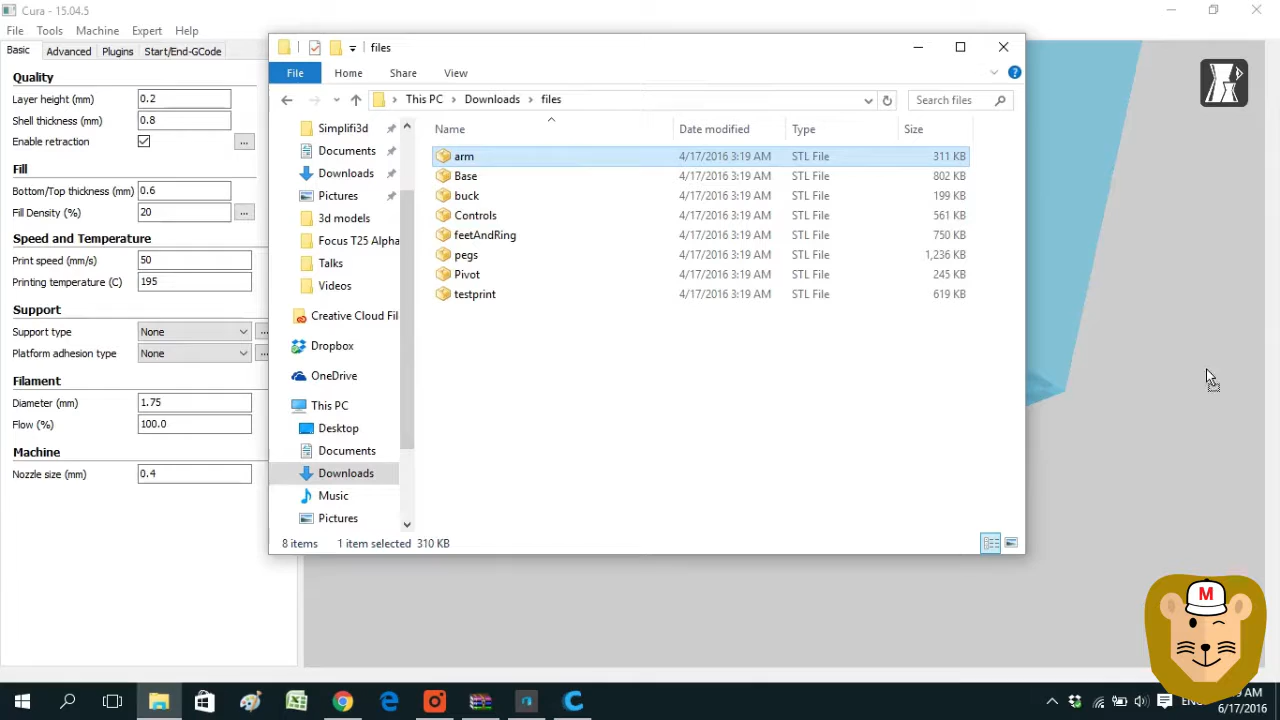 Cura - 15.04.5
File Tools Machine Expert Help
Basic Advanced Plugins Start/End-GCode
Quality
Layer height (mm) 0.2
Shell thickness (mm) 0.8
Enable retraction ...
Fill
Bottom/Top thickness (mm) 0.6
Fill Density (%) 20 ...
Speed and Temperature
Print speed (mm/s) 50
Printing temperature (C) 195
Support
Support type None ...
Platform adhesion type None ...
Filament
Diameter (mm) 1.75
Flow (%) 100.0
Machine
Nozzle size (mm) 0.4
files
File Home Share View
This PC Downloads files Search files
Simplifi3d
Documents
Downloads
Pictures
3d models
Focus T25 Alpha
Talks
Videos
Creative Cloud Fil
Dropbox
OneDrive
This PC
Desktop
Documents
Downloads
Music
Pictures
Name Date modified Type Size
arm 4/17/2016 3:19 AM STL File 311 KB
Base 4/17/2016 3:19 AM STL File 802 KB
buck 4/17/2016 3:19 AM STL File 199 KB
Controls 4/17/2016 3:19 AM STL File 561 KB
feetAndRing 4/17/2016 3:19 AM STL File 750 KB
pegs 4/17/2016 3:19 AM STL File 1,236 KB
Pivot 4/17/2016 3:19 AM STL File 245 KB
testprint 4/17/2016 3:19 AM STL File 619 KB
8 items 1 item selected 310 KB
M
AM
6/17/2016